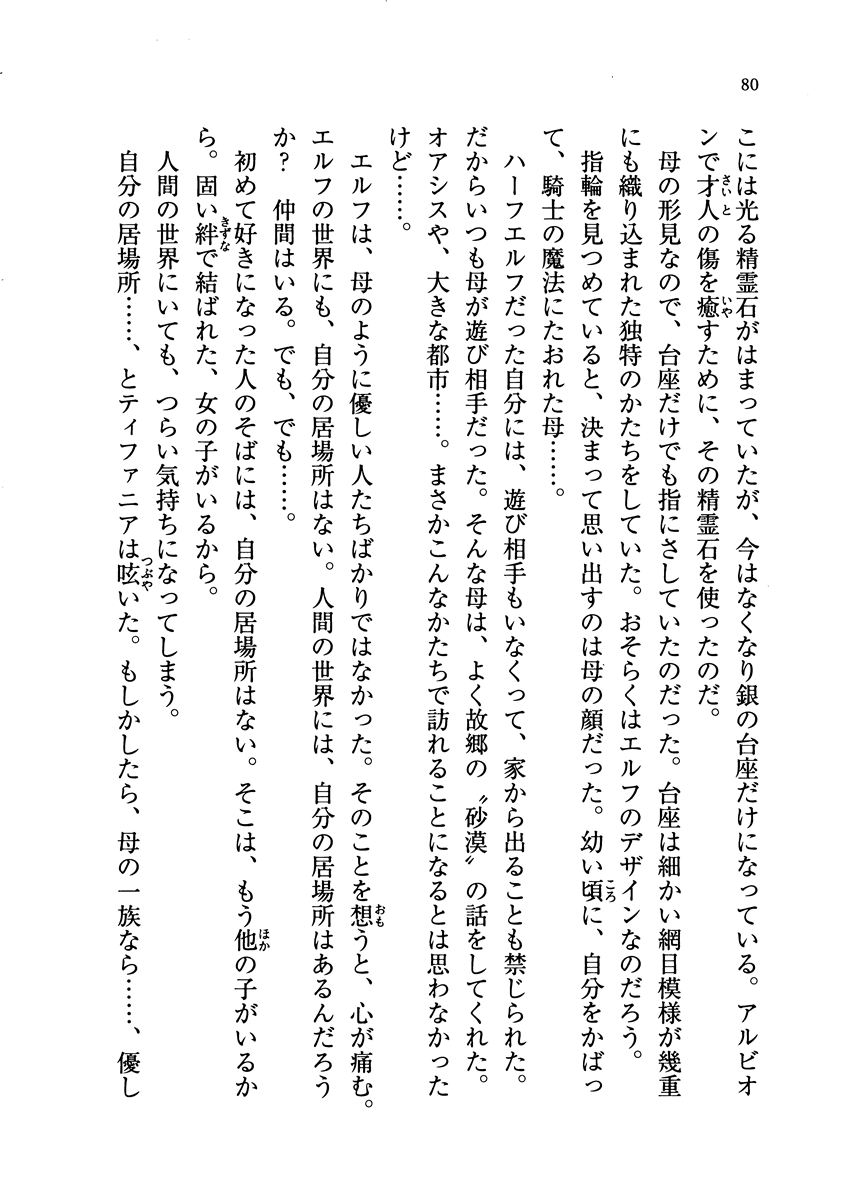 80
こには光る精霊石がはまっていたが、今はなくなり銀の台座だけになっている。アルビオ
ンで才人の傷を癒すために、その精霊石を使ったのだ。
　母の形見なので、台座だけでも指にさしていたのだった。台座は細かい網目模様が幾重
にも織り込まれた独特のかたちをしていた。おそらくはエルフのデザインなのだろう。
　指輪を見つめていると、決まって思い出すのは母の顔だった。幼い頃に、自分をかばっ
て、騎士の魔法にたおれた母……。
　ハーフエルフだった自分には、遊び相手もいなくって、家から出ることも禁じられた。
だからいつも母が遊び相手だった。そんな母は、よく故郷の〝砂漠〟の話をしてくれた。
オアシスや、大きな都市……。まさかこんなかたちで訪れることになるとは思わなかった
けど……。
　エルフは、母のように優しい人たちばかりではなかった。そのことを想うと、心が痛む。
エルフの世界にも、自分の居場所はない。人間の世界には、自分の居場所はあるんだろう
か？　仲間はいる。でも、でも……。
　初めて好きになった人のそばには、自分の居場所はない。そこは、もう他の子がいるか
ら。固い絆で結ばれた、女の子がいるから。
　人間の世界にいても、つらい気持ちになってしまう。
　自分の居場所……、とティファニアは呟いた。もしかしたら、母の一族なら……、優し